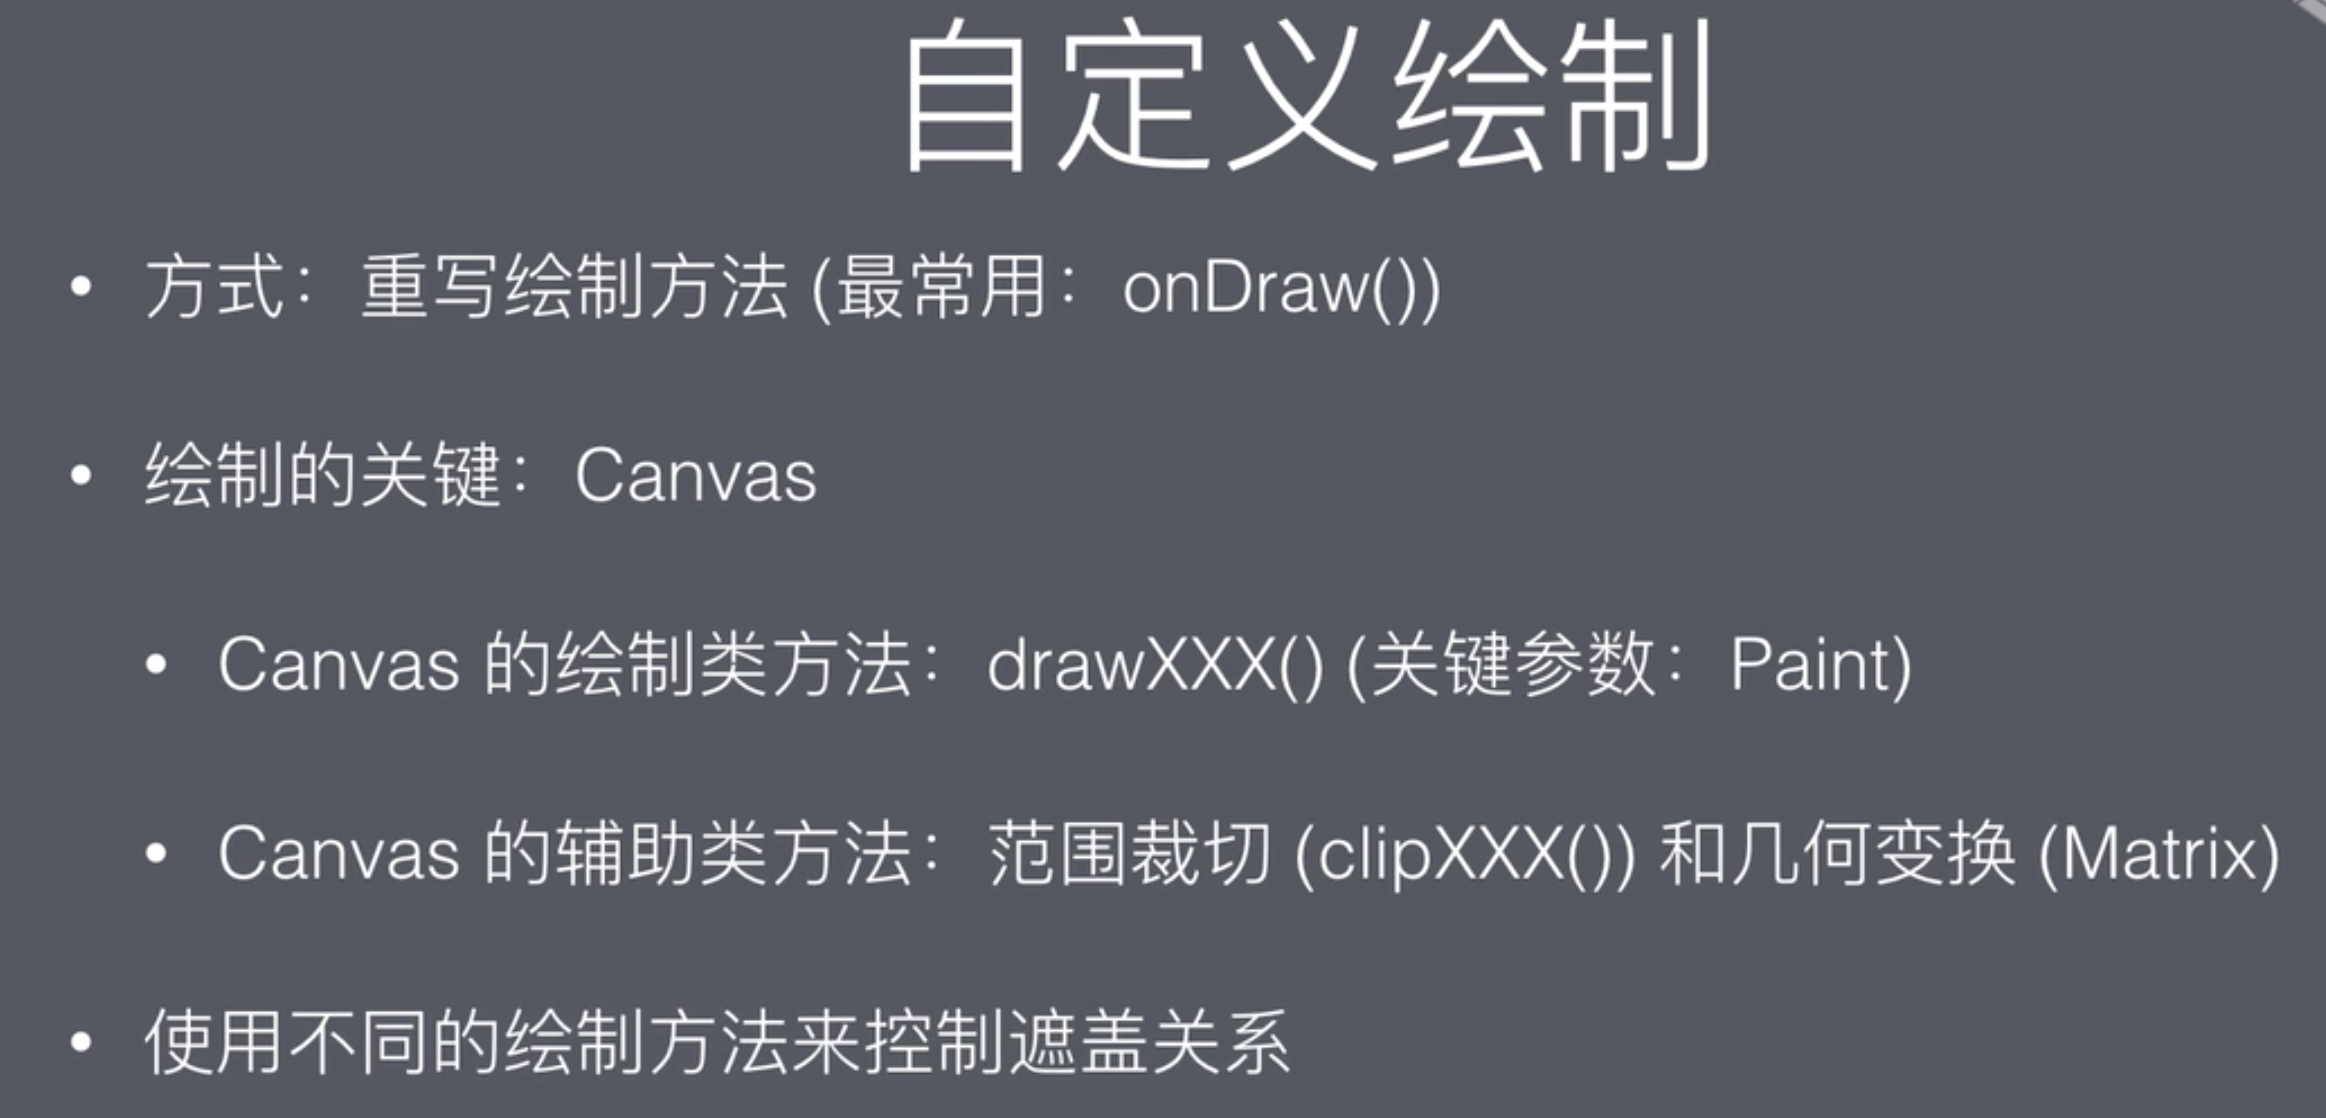 自定义绘制
• 方式：重写绘制方法 (最常用：onDraw())
• 绘制的关键：Canvas
• Canvas 的绘制类方法：drawXXX() (关键参数：Paint)
• Canvas 的辅助类方法：范围裁切 (clipXXX()) 和几何变换 (Matrix)
• 使用不同的绘制方法来控制遮盖关系